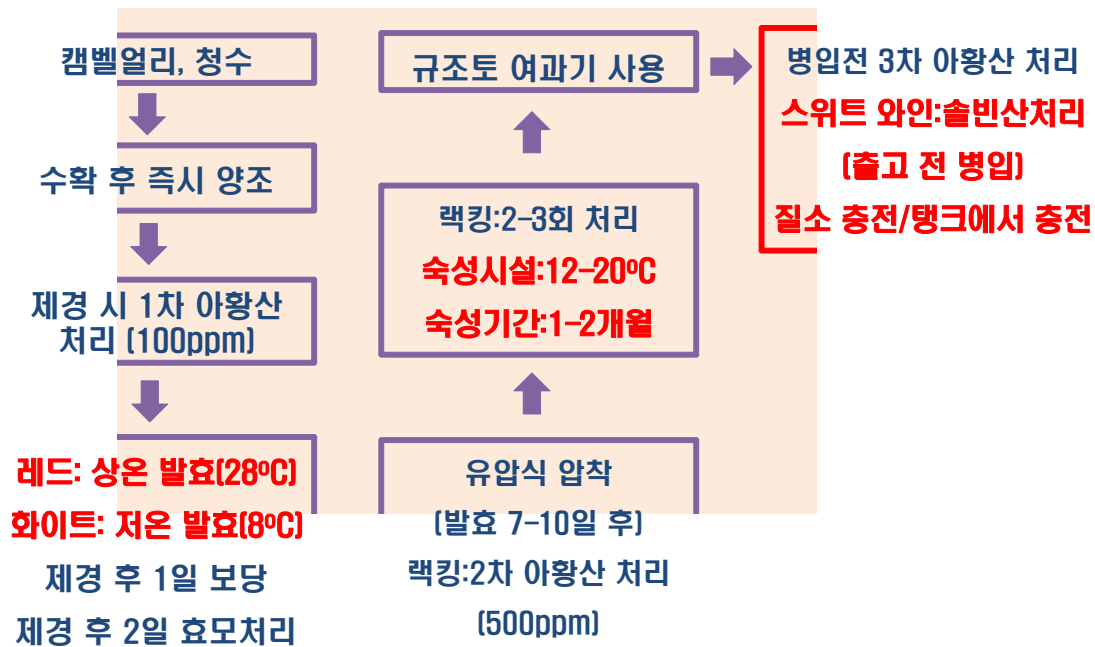 캠벨얼리, 청수
수확 후 즉시 양조
제경 시 1차 아황산
처리 (100ppm)
레드: 상온 발효(28ºC)
화이트: 저온 발효(8ºC)
제경 후 1일 보당
제경 후 2일 효모처리
유압식 압착
(발효 7-10일 후)
랙킹:2차 아황산 처리
(500ppm)
랙킹:2-3회 처리
숙성시설:12-20ºC
숙성기간:1-2개월
규조토 여과기 사용
병입전 3차 아황산 처리
스위트 와인:솔빈산처리
(출고 전 병입)
질소 충전/탱크에서 충전